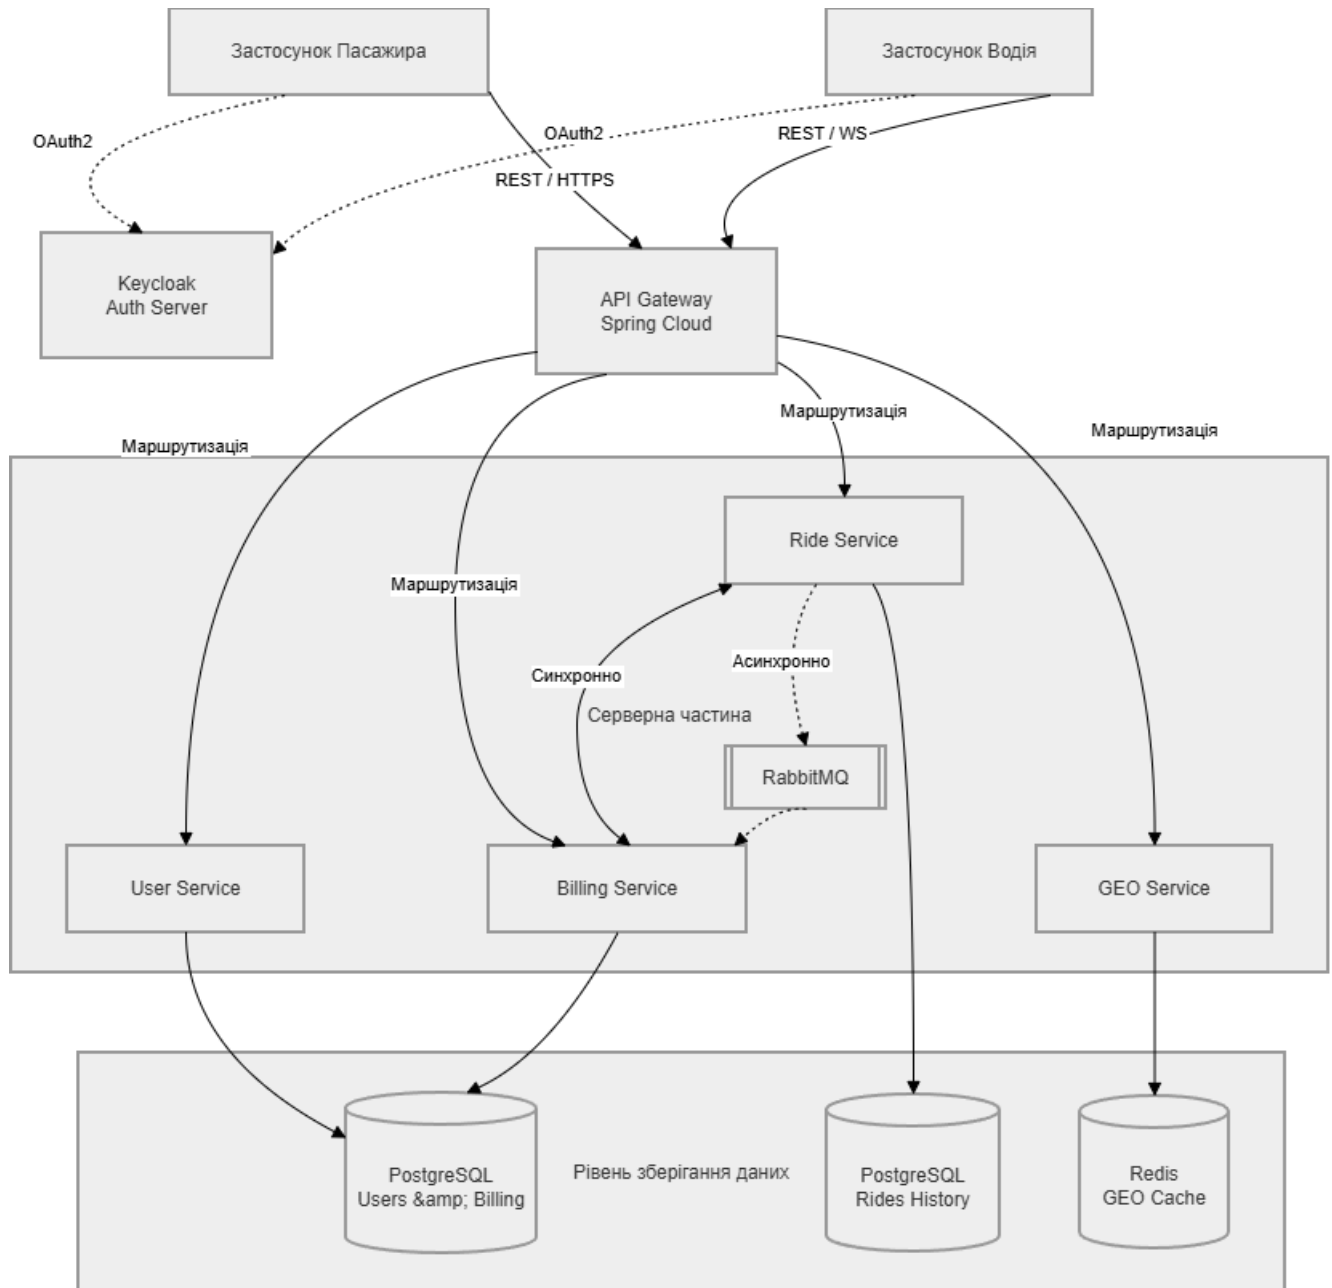 Застосунок Пасажира
Застосунок Водія
OAuth2
OAuth2
REST / WS
REST / HTTPS
Keycloak
Auth Server
API Gateway
Spring Cloud
Маршрутизація
Маршрутизація
Маршрутизація
Ride Service
Маршрутизація
Синхронно
Асинхронно
Серверна частина
RabbitMQ
User Service
Billing Service
GEO Service
PostgreSQL
Users &amp; Billing
Рівень зберігання даних
PostgreSQL
Rides History
Redis
GEO Cache